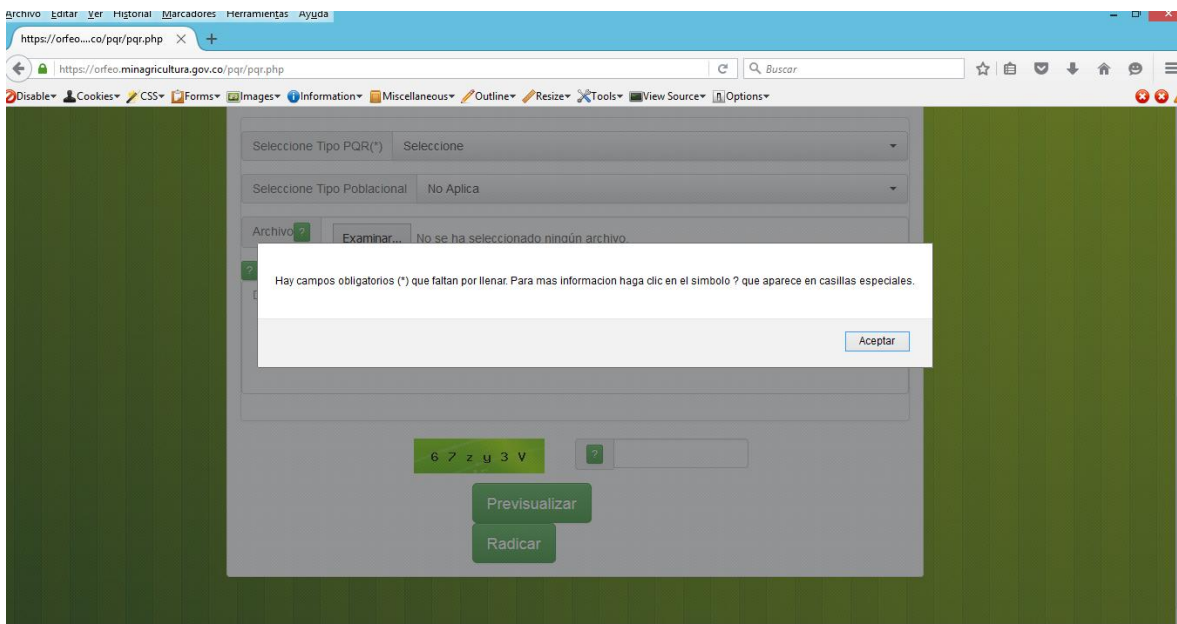 Archivo Editar Ver Historial Marcadores Herramientas Ayuda
https://orfeo....co/pqr/pqr.php
https://orfeo.minagricultura.gov.co/pqr/pqr.php
Buscar
Disable Cookies CSS Forms Images Information Miscellaneous Outline Resize Tools View Source Options
Seleccione Tipo PQR(*) Seleccione
Seleccione Tipo Poblacional No Aplica
Archivo ? Examinar... No se ha seleccionado ningún archivo.
?
Hay campos obligatorios (*) que faltan por llenar. Para mas informacion haga clic en el simbolo ? que aparece en casillas especiales.
Aceptar
6 7 z y 3 V ?
Previsualizar
Radicar